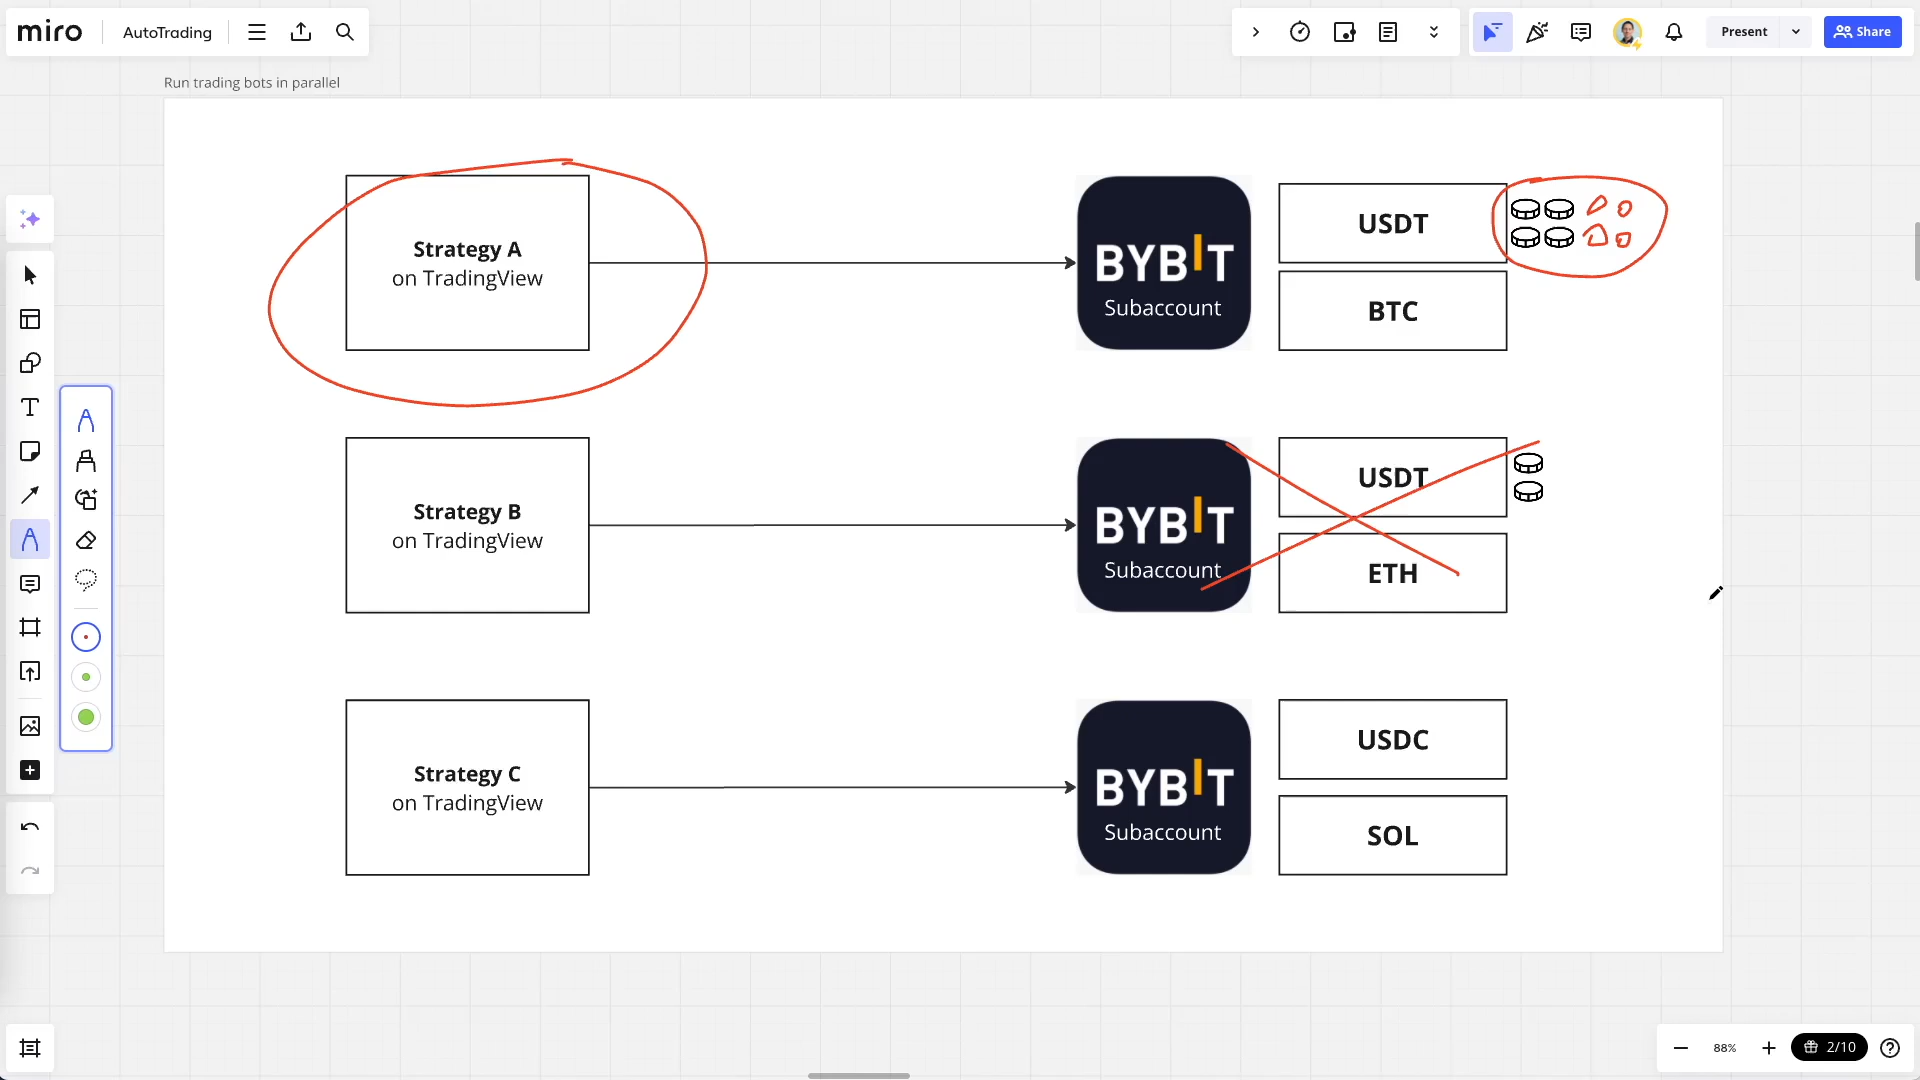 miro
AutoTrading
Present
Share
Run trading bots in parallel
Strategy A
on TradingView
BYBIT
Subaccount
USDT
BTC
Strategy B
on TradingView
BYBIT
Subaccount
USDT
ETH
Strategy C
on TradingView
BYBIT
Subaccount
USDC
SOL
88%
2/10